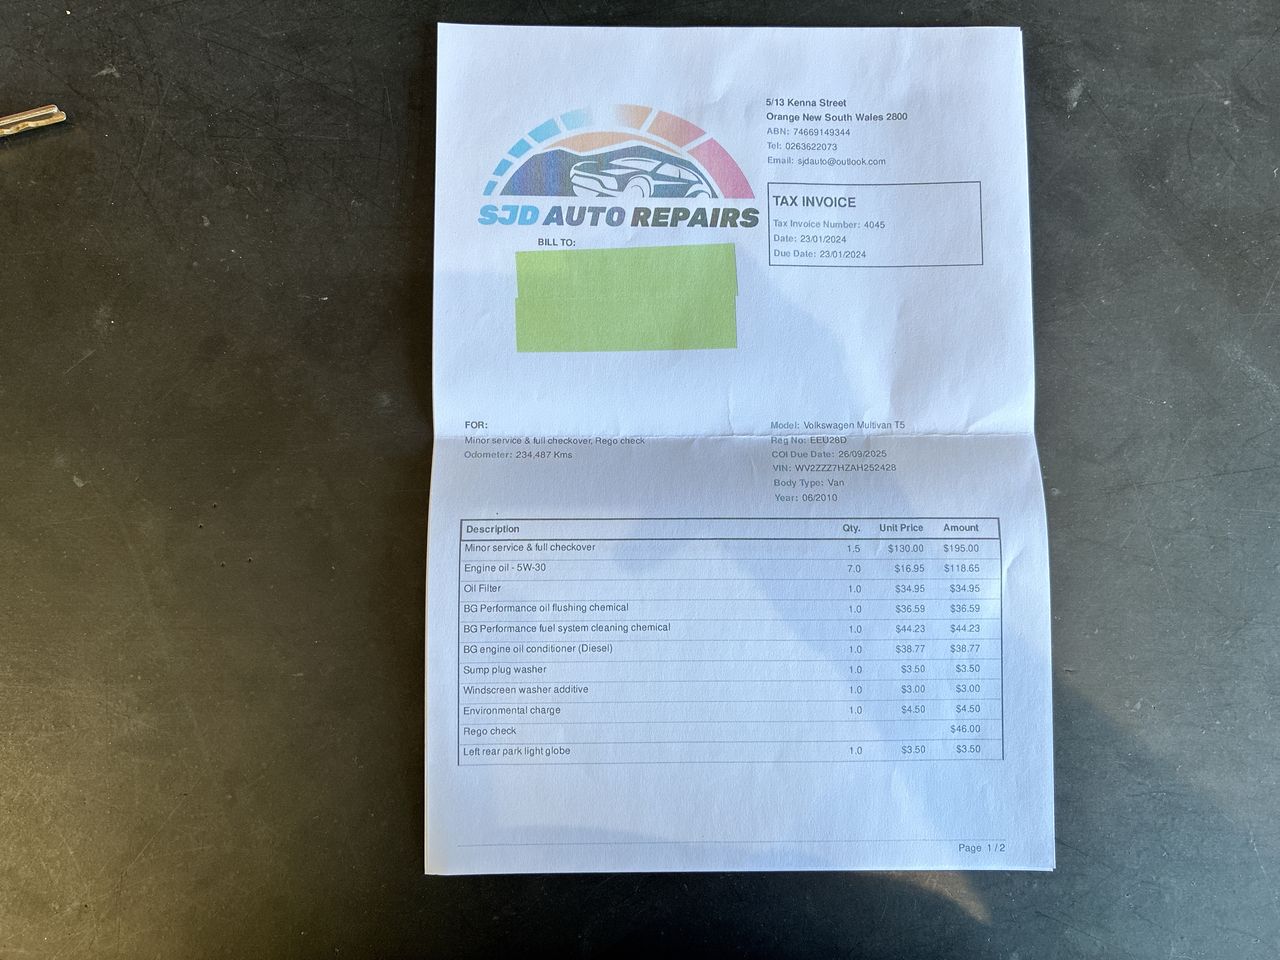 5/13 Kenna Street
Orange New South Wales 2800
ABN: 74669149344
Tel: 0263622073
Email: sjdauto@outlook.com
SJD AUTO REPAIRS
TAX INVOICE
Tax Invoice Number: 4045
Date: 23/01/2024
Due Date: 23/01/2024
BILL TO:
FOR:
Minor service & full checkover, Rego check
Odometer: 234,487 Kms
Model: Volkswagen Multivan T5
Reg No: EEU28D
COI Due Date: 26/09/2025
VIN: WV2ZZZ7HZAH252428
Body Type: Van
Year: 06/2010
Description Qty. Unit Price Amount
Minor service & full checkover 1.5 $130.00 $195.00
Engine oil - 5W-30 7.0 $16.95 $118.65
Oil Filter 1.0 $34.95 $34.95
BG Performance oil flushing chemical 1.0 $36.59 $36.59
BG Performance fuel system cleaning chemical 1.0 $44.23 $44.23
BG engine oil conditioner (Diesel) 1.0 $38.77 $38.77
Sump plug washer 1.0 $3.50 $3.50
Windscreen washer additive 1.0 $3.00 $3.00
Environmental charge 1.0 $4.50 $4.50
Rego check $46.00
Left rear park light globe 1.0 $3.50 $3.50
Page 1 / 2